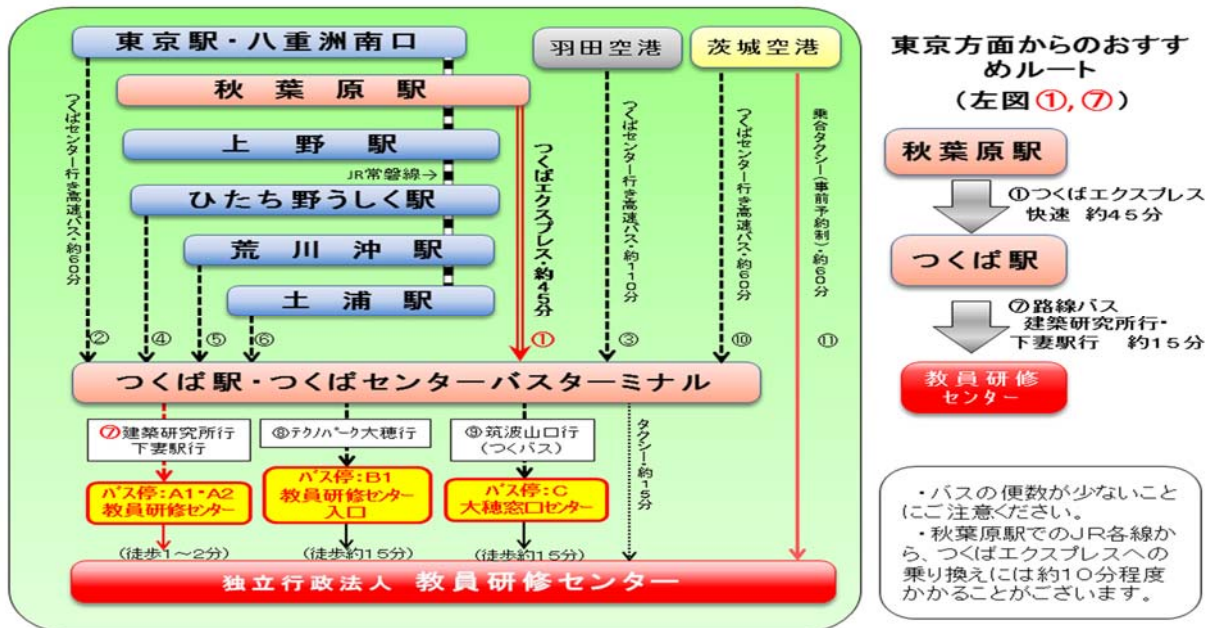 東京駅・八重洲南口
羽田空港
茨城空港
秋葉原駅
上野駅
JR常磐線→
ひたち野うしく駅
荒川沖駅
土浦駅
つくばセンター行き高速バス・約60分
つくばエクスプレス・約45分
つくばセンター行き高速バス・約110分
つくばセンター行き高速バス・約60分
乗合タクシー(事前予約制)・約60分
② ④ ⑤ ⑥ ① ③ ⑩ ⑪
つくば駅・つくばセンターバスターミナル
⑦建築研究所行
下妻駅行
⑧テクノパーク大穂行
⑨筑波山口行
(つくバス)
タクシー・約15分
バス停:A1・A2
教員研修センター
バス停:B1
教員研修センター
入口
バス停:C
大穂窓口センター
(徒歩1~2分)
(徒歩約15分)
(徒歩約15分)
独立行政法人 教員研修センター
東京方面からのおすす
めルート
(左図①,⑦)
秋葉原駅
①つくばエクスプレス
快速 約45分
つくば駅
⑦路線バス
建築研究所行・
下妻駅行 約15分
教員研修
センター
・バスの便数が少ないこと
にご注意ください。
・秋葉原駅でのJR各線か
ら、つくばエクスプレスへの
乗り換えには約10分程度
かかることがございます。